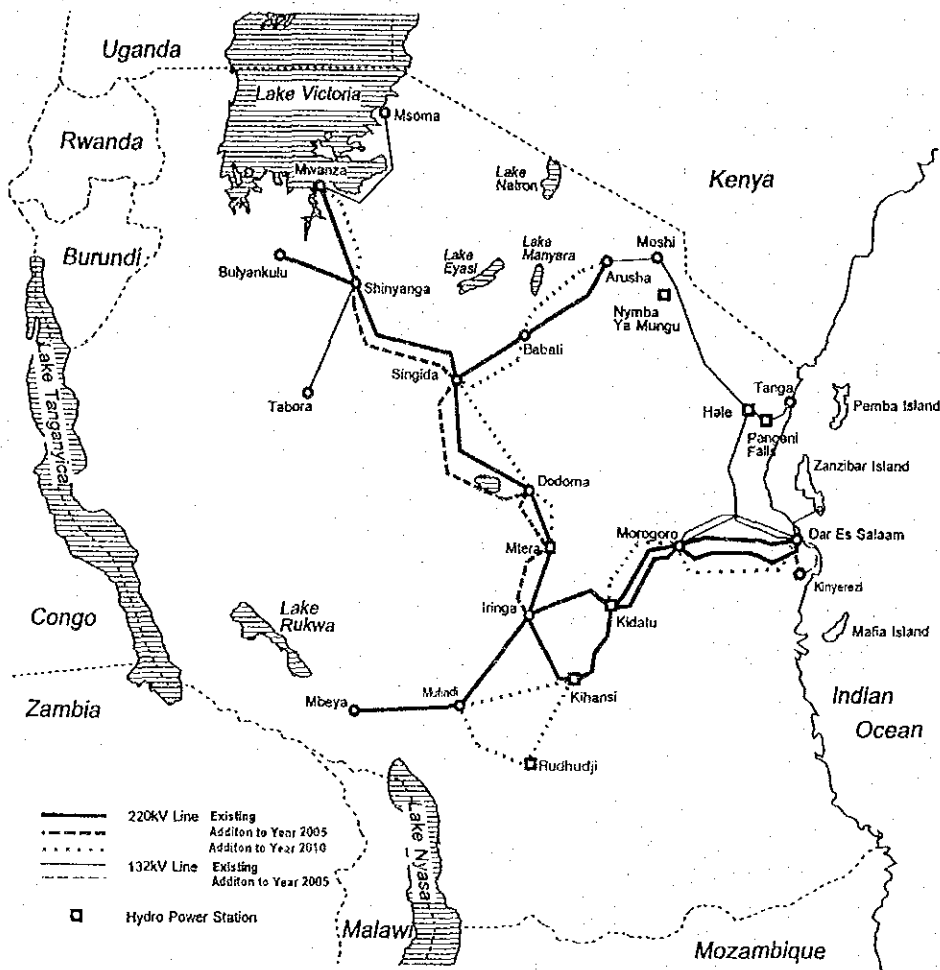 Uganda
Lake Victoria
Msoma
Rwanda
Mwanza
Lake
Natron
Kenya
Burundi
Bulyankulu
Shinyanga
Lake
Eyasi
Lake
Manyara
Arusha
Moshi
Nymba
Ya Mungu
Babati
Singida
Tabora
Lake Tanganyical
Hale
Tanga
Pangani
Falls
Pemba Island
Zanzibar Island
Dodoma
Mtera
Morogoro
Dar Es Salaam
Kinyerezi
Iringa
Kidatu
Mafia Island
Congo
Lake
Rukwa
Zambia
Mbeya
Kihansi
Indian
Ocean
Rudhudji
220kV Line Existing
Additon to Year 2005
Additon to Year 2010
132kV Line Existing
Additon to Year 2005
Hydro Power Station
Lake Nyasa
Malawi
Mozambique